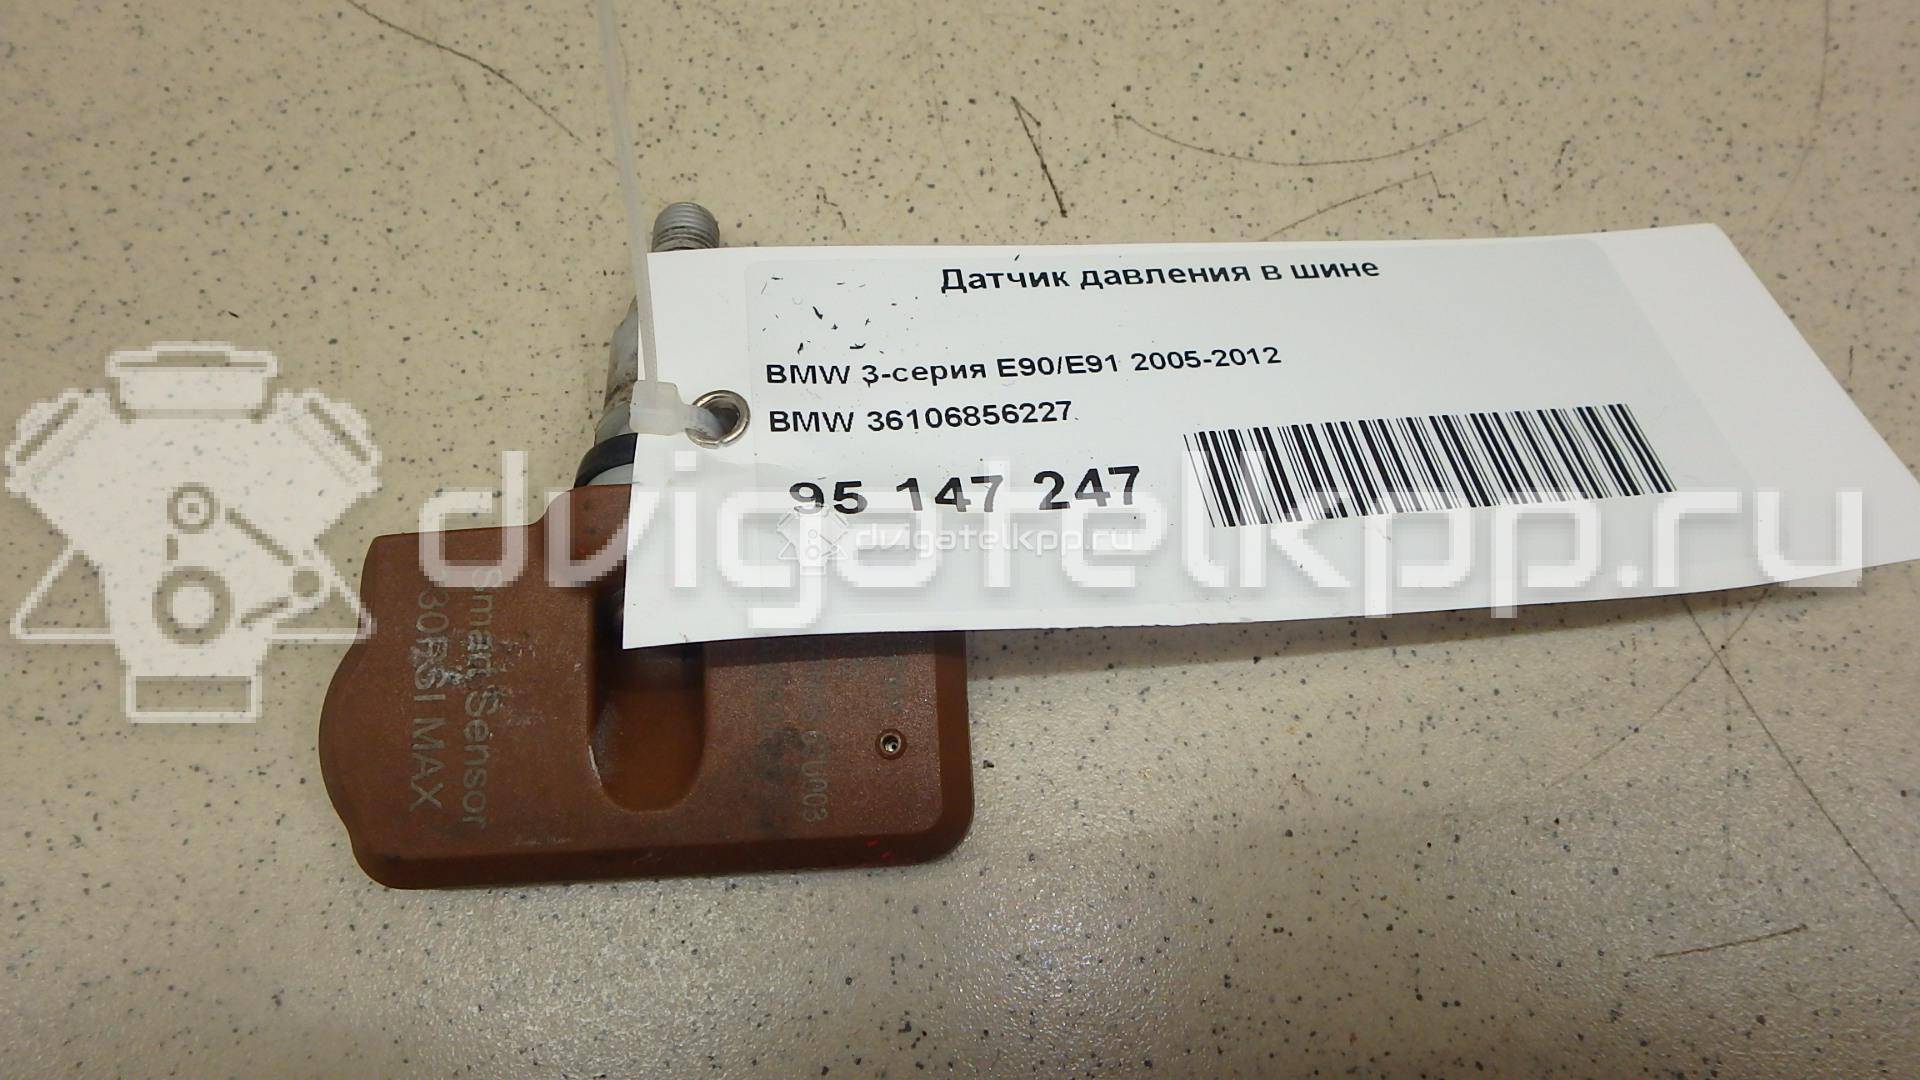 Датчик давления в шине
BMW 3-серия E90/E91 2005-2012
BMW 36106856227
95 147 247
dvigatelkpp.ru
dvigatelkpp.ru
Smart Sensor
MAX